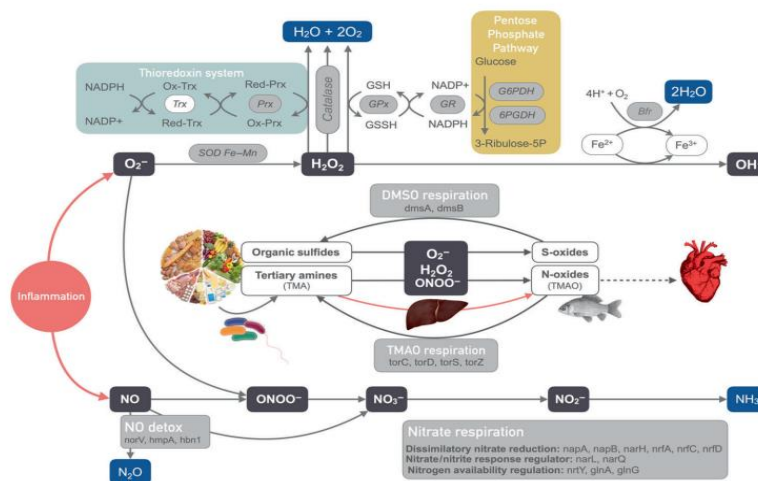 H₂O + 2O₂
Pentose
Phosphate
Pathway
Thioredoxin system
Glucose
NADPH
Ox-Trx
Red-Prx
Trx
Prx
NADP+
Red-Trx
Ox-Prx
Catalase
GSH
GPx
GSSH
NADP+
GR
NADPH
G6PDH
6PGDH
3-Ribulose-5P
4H⁺ + O₂
2H₂O
Bfr
Fe²⁺
Fe³⁺
O₂⁻
SOD Fe–Mn
H₂O₂
OH
DMSO respiration
dmsA, dmsB
Organic sulfides
O₂⁻
H₂O₂
ONOO⁻
S-oxides
Tertiary amines
(TMA)
N-oxides
(TMAO)
Inflammation
TMAO respiration
torC, torD, torS, torZ
NO
ONOO⁻
NO₃⁻
NO₂⁻
NH₃
NO detox
norV, hmpA, hbn1
N₂O
Nitrate respiration
Dissimilatory nitrate reduction: napA, napB, narH, nrfA, nrfC, nrfD
Nitrate/nitrite response regulator: narL, narQ
Nitrogen availability regulation: nrtY, glnA, glnG